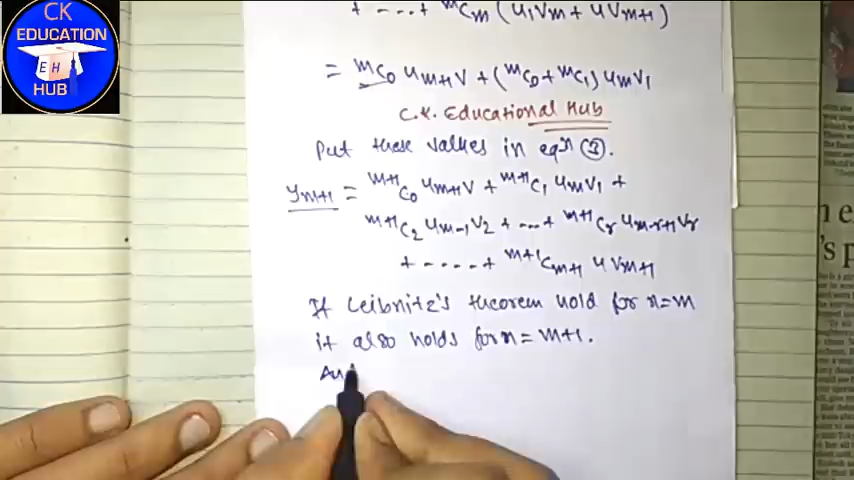 CK
EDUCATION
EH
HUB
+ ---- + ᵐCₘ (u₁Vₘ + uVₘ₊₁)
= ᵐC₀ uₘ₊₁V + (ᵐC₀ + ᵐC₁) uₘV₁
C.K. Educational Hub
Put these values in eqⁿ ③.
yₘ₊₁ = ᵐ⁺¹C₀ uₘ₊₁V + ᵐ⁺¹C₁ uₘV₁ +
ᵐ⁺¹C₂ uₘ₋₁V₂ + --- + ᵐ⁺¹Cᵣ uₘ₋ᵣ₊₁Vᵣ
+ ----- + ᵐ⁺¹Cₘ₊₁ uVₘ₊₁
If Leibnitz's theorem hold for n=m
it also holds for n = m+1.